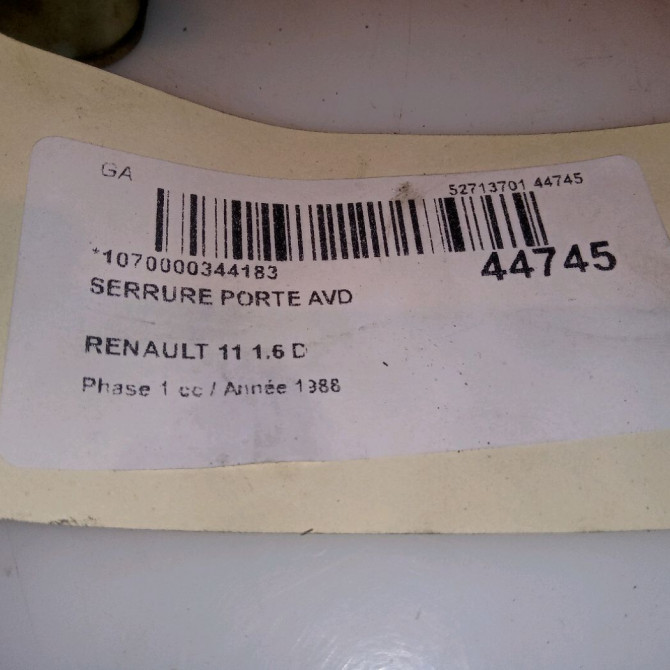 GA
52713701 44745
*1070000344183
44745
SERRURE PORTE AVD
RENAULT 11 1.6 D
Phase 1 cc / Année 1988